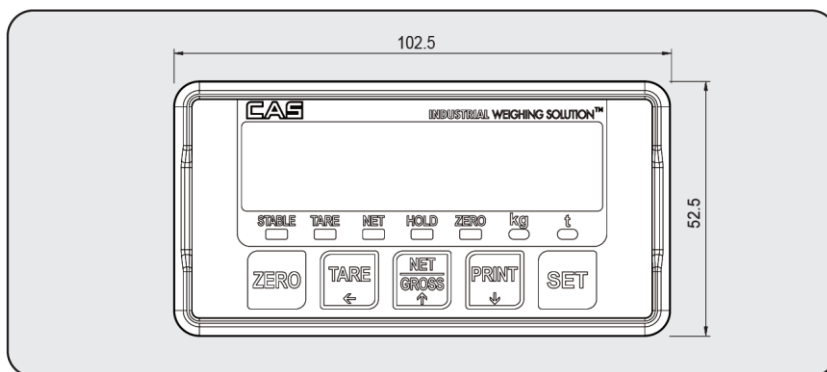 102.5
CAS INDUSTRIAL WEIGHING SOLUTION™
STABLE TARE NET HOLD ZERO kg t
52.5
ZERO TARE NET PRINT SET
← GROSS ↓
↑